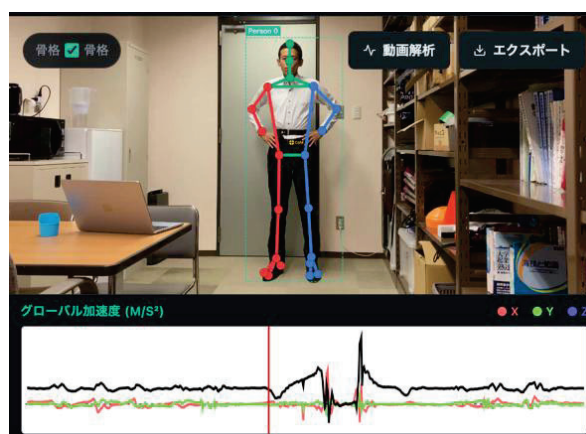 骨格 骨格
Person 0
動画解析
エクスポート
グローバル加速度 (M/S²)
X Y Z